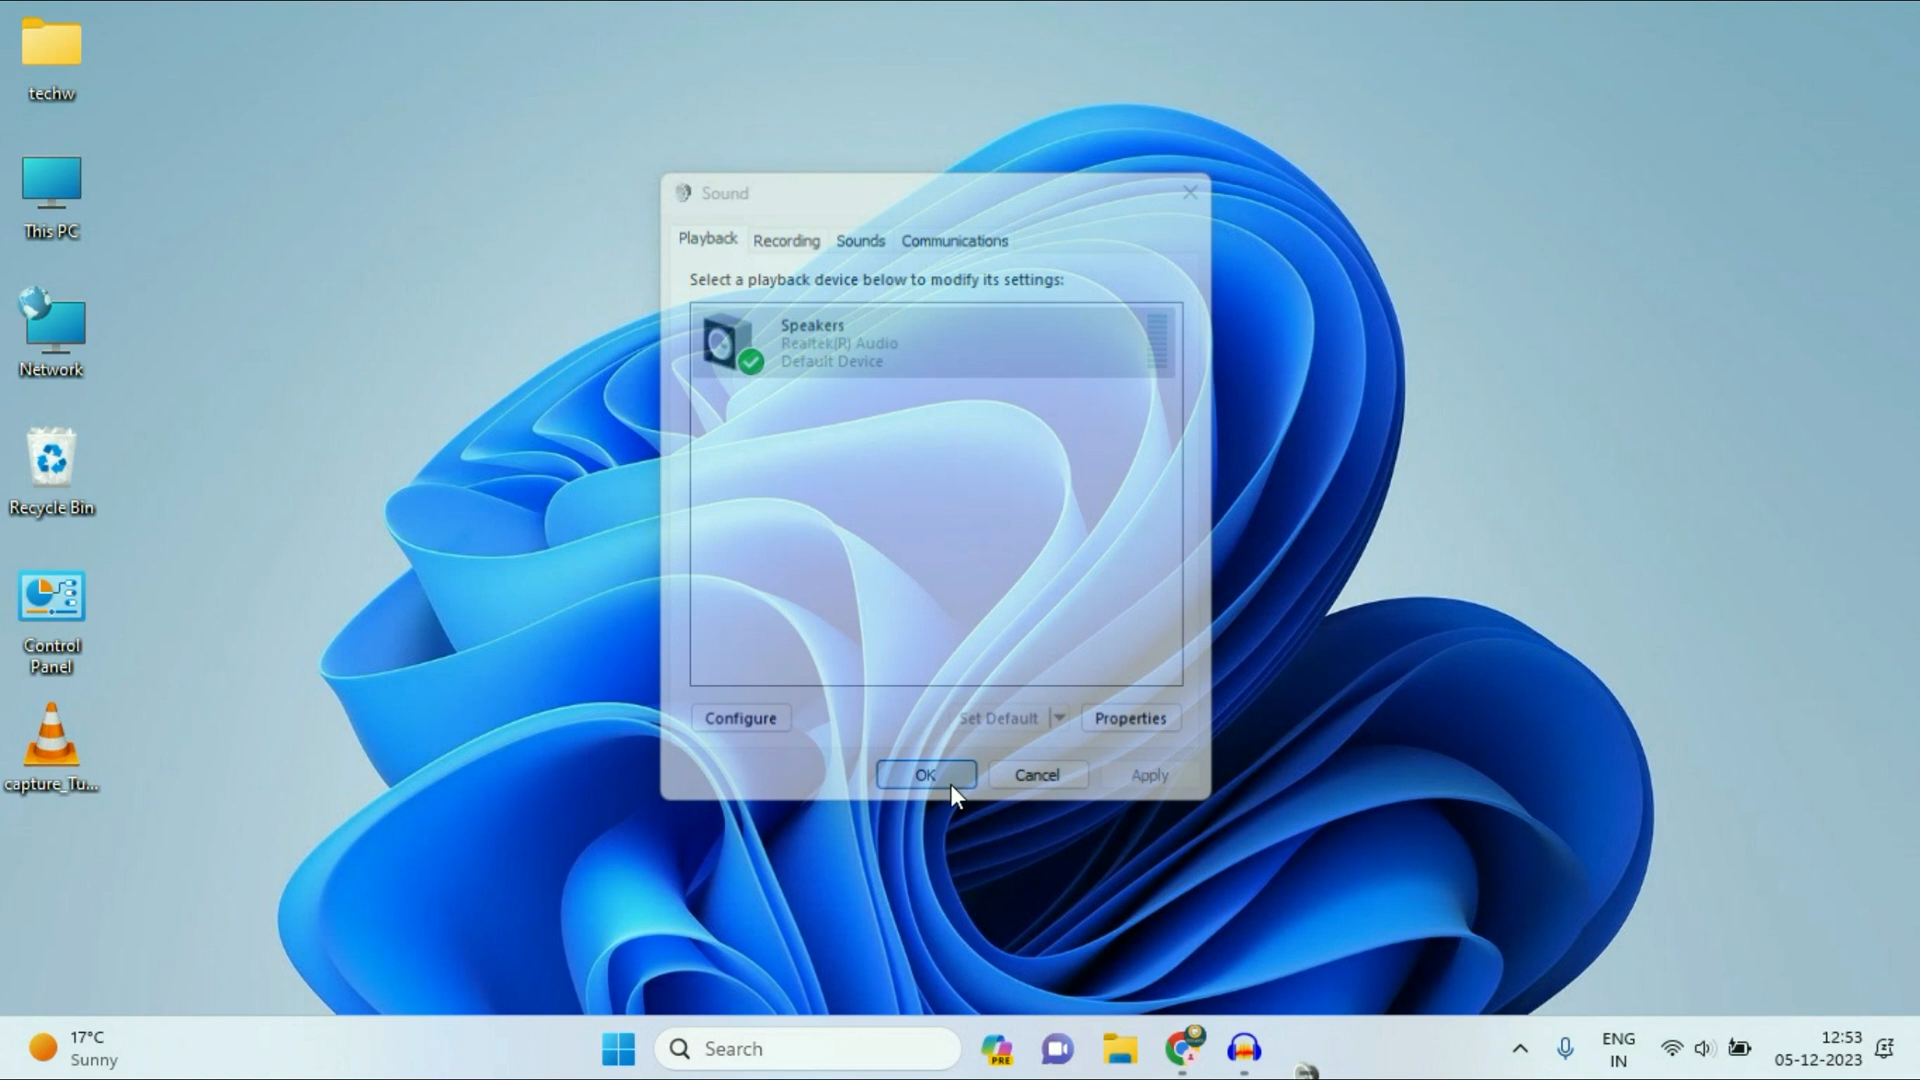 techw
This PC
Network
Recycle Bin
Control
Panel
capture_Tu...
Sound
Playback
Recording
Sounds
Communications
Select a playback device below to modify its settings:
Speakers
Realtek(R) Audio
Default Device
Configure
Set Default
Properties
OK
Cancel
Apply
17°C
Sunny
Search
PRE
ENG
IN
12:53
05-12-2023